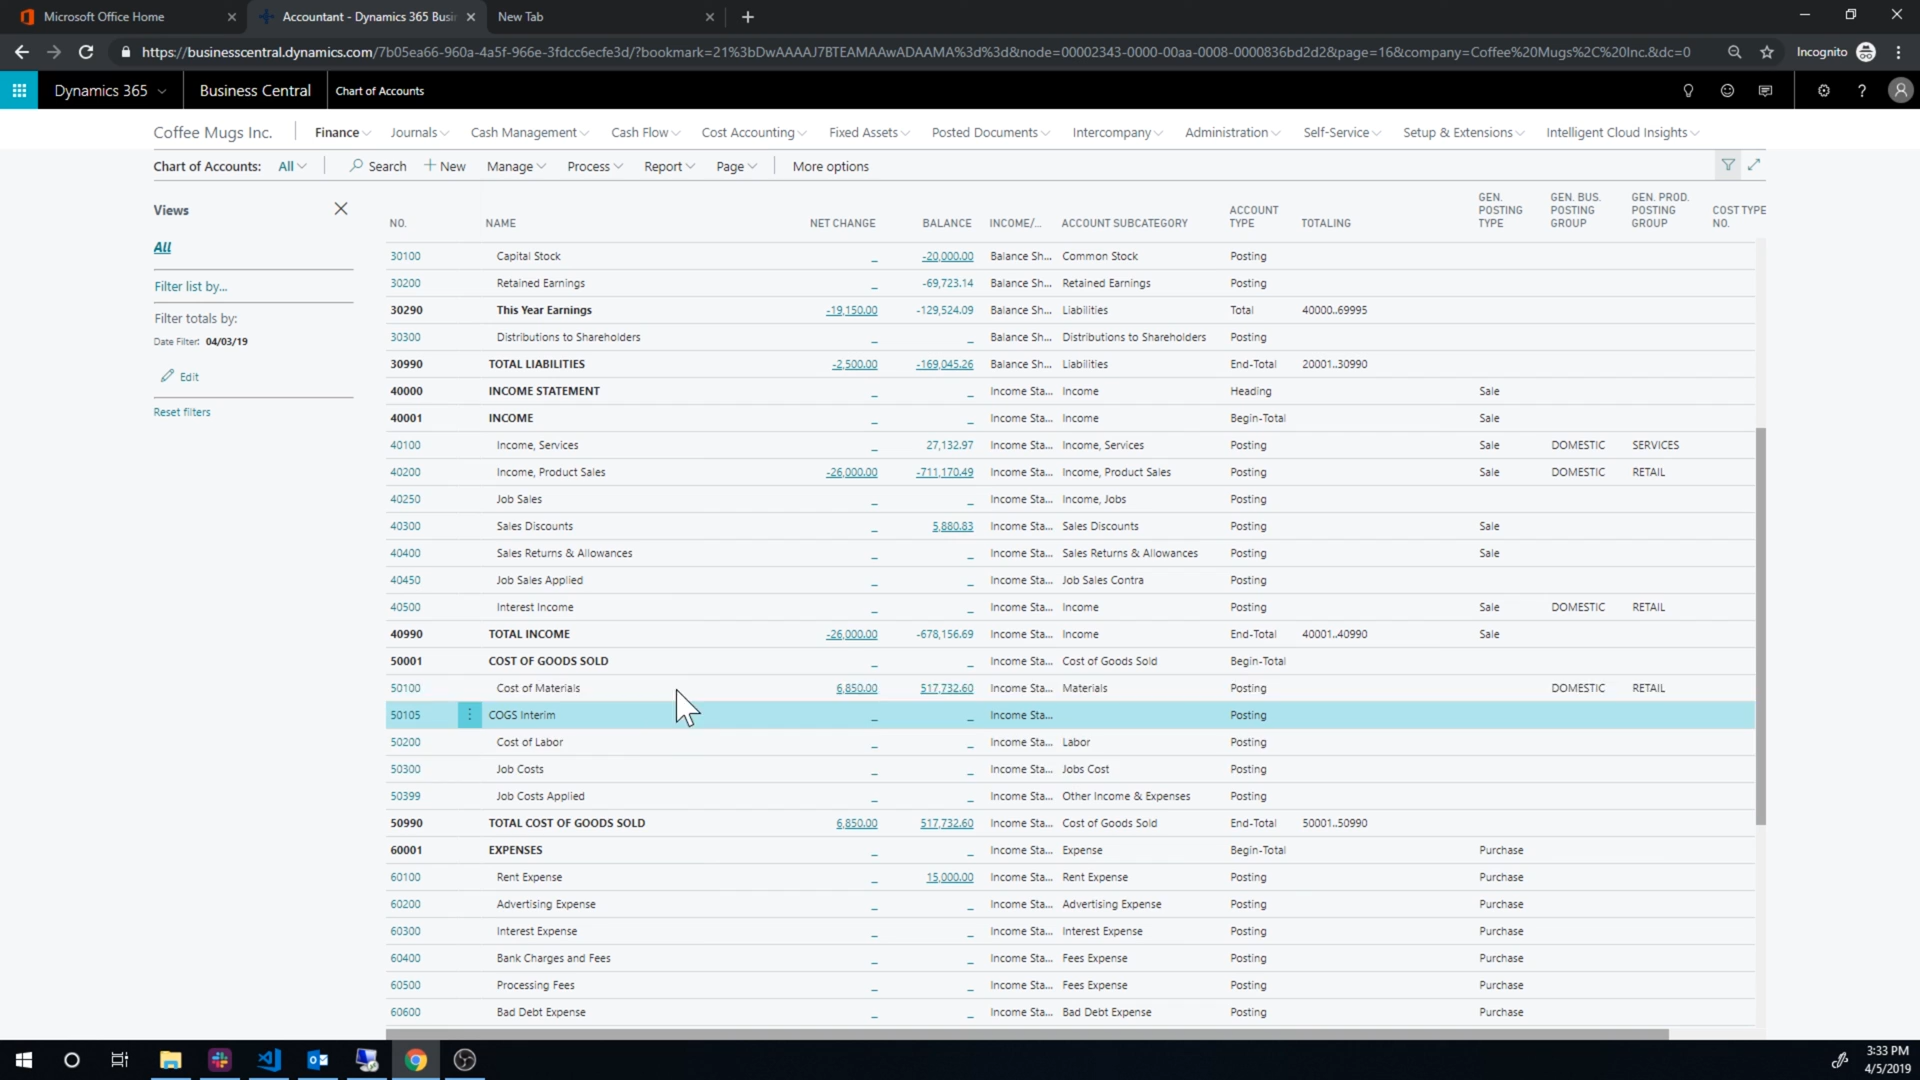 Microsoft Office Home
Accountant - Dynamics 365 Busi
New Tab
https://businesscentral.dynamics.com/7b05ea66-960a-4a5f-966e-3fdcc6ecfe3d/?bookmark=21%3bDwAAAAJ7BTEAMAAwADAAMA%3d%3d&node=00002343-0000-00aa-0008-0000836bd2d2&page=16&company=Coffee%20Mugs%2C%20Inc.&dc=0
Incognito
Dynamics 365 Business Central Chart of Accounts
Coffee Mugs Inc. Finance Journals Cash Management Cash Flow Cost Accounting Fixed Assets Posted Documents Intercompany Administration Self-Service Setup & Extensions Intelligent Cloud Insights
Chart of Accounts: All Search + New Manage Process Report Page More options
Views
All
Filter list by...
Filter totals by:
Date Filter: 04/03/19
Edit
Reset filters
NO. NAME NET CHANGE BALANCE INCOME/... ACCOUNT SUBCATEGORY ACCOUNT TYPE TOTALING GEN. POSTING TYPE GEN. BUS. POSTING GROUP GEN. PROD. POSTING GROUP COST TYPE NO.
30100 Capital Stock _ -20,000.00 Balance Sh... Common Stock Posting
30200 Retained Earnings _ -69,723.14 Balance Sh... Retained Earnings Posting
30290 This Year Earnings -19,150.00 -129,524.09 Balance Sh... Liabilities Total 40000..69995
30300 Distributions to Shareholders _ _ Balance Sh... Distributions to Shareholders Posting
30990 TOTAL LIABILITIES -2,500.00 -169,045.26 Balance Sh... Liabilities End-Total 20001..30990
40000 INCOME STATEMENT _ _ Income Sta... Income Heading Sale
40001 INCOME _ _ Income Sta... Income Begin-Total Sale
40100 Income, Services _ 27,132.97 Income Sta... Income, Services Posting Sale DOMESTIC SERVICES
40200 Income, Product Sales -26,000.00 -711,170.49 Income Sta... Income, Product Sales Posting Sale DOMESTIC RETAIL
40250 Job Sales _ _ Income Sta... Income, Jobs Posting
40300 Sales Discounts _ 5,880.83 Income Sta... Sales Discounts Posting Sale
40400 Sales Returns & Allowances _ _ Income Sta... Sales Returns & Allowances Posting Sale
40450 Job Sales Applied _ _ Income Sta... Job Sales Contra Posting
40500 Interest Income _ _ Income Sta... Income Posting Sale DOMESTIC RETAIL
40990 TOTAL INCOME -26,000.00 -678,156.69 Income Sta... Income End-Total 40001..40990 Sale
50001 COST OF GOODS SOLD _ _ Income Sta... Cost of Goods Sold Begin-Total
50100 Cost of Materials 6,850.00 517,732.60 Income Sta... Materials Posting DOMESTIC RETAIL
50105 COGS Interim _ _ Income Sta... Posting
50200 Cost of Labor _ _ Income Sta... Labor Posting
50300 Job Costs _ _ Income Sta... Jobs Cost Posting
50399 Job Costs Applied _ _ Income Sta... Other Income & Expenses Posting
50990 TOTAL COST OF GOODS SOLD 6,850.00 517,732.60 Income Sta... Cost of Goods Sold End-Total 50001..50990
60001 EXPENSES _ _ Income Sta... Expense Begin-Total Purchase
60100 Rent Expense _ 15,000.00 Income Sta... Rent Expense Posting Purchase
60200 Advertising Expense _ _ Income Sta... Advertising Expense Posting Purchase
60300 Interest Expense _ _ Income Sta... Interest Expense Posting Purchase
60400 Bank Charges and Fees _ _ Income Sta... Fees Expense Posting Purchase
60500 Processing Fees _ _ Income Sta... Fees Expense Posting Purchase
60600 Bad Debt Expense _ _ Income Sta... Bad Debt Expense Posting Purchase
3:33 PM
4/5/2019